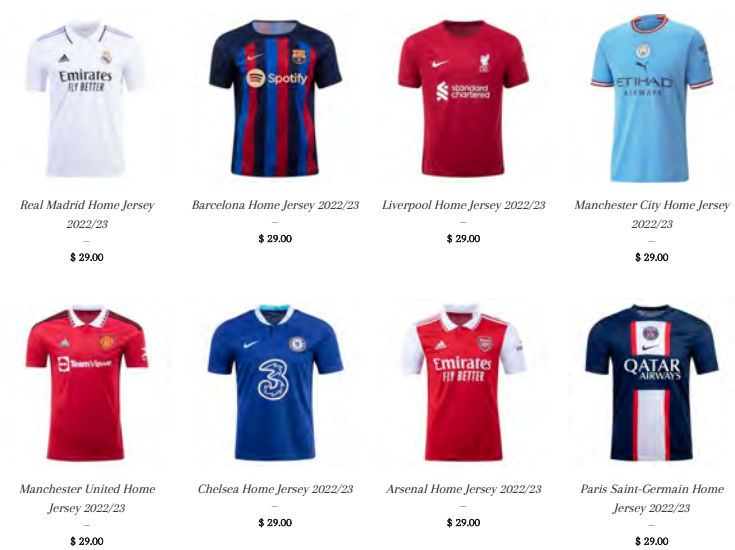 Emirates
FLY BETTER
Spotify
standard
chartered
ETIHAD
AIRWAYS
Real Madrid Home Jersey
2022/23
–
$ 29.00
Barcelona Home Jersey 2022/23
–
$ 29.00
Liverpool Home Jersey 2022/23
–
$ 29.00
Manchester City Home Jersey
2022/23
–
$ 29.00
TeamViewer
3
Emirates
FLY BETTER
QATAR
AIRWAYS
Manchester United Home
Jersey 2022/23
–
$ 29.00
Chelsea Home Jersey 2022/23
–
$ 29.00
Arsenal Home Jersey 2022/23
–
$ 29.00
Paris Saint-Germain Home
Jersey 2022/23
–
$ 29.00